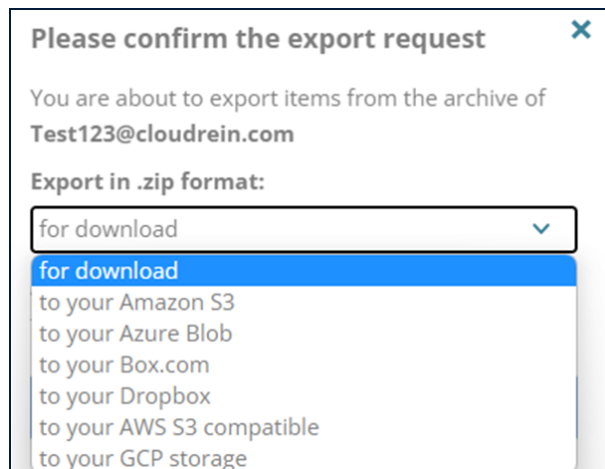 Please confirm the export request
You are about to export items from the archive of
Test123@cloudrein.com
Export in .zip format:
for download
for download
to your Amazon S3
to your Azure Blob
to your Box.com
to your Dropbox
to your AWS S3 compatible
to your GCP storage